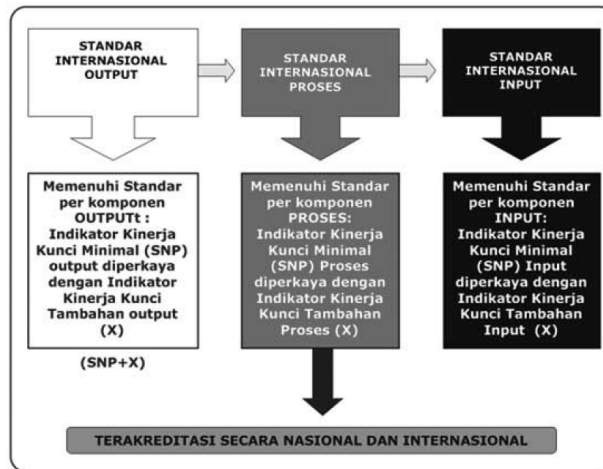 STANDAR
INTERNASIONAL
OUTPUT
STANDAR
INTERNASIONAL
PROSES
STANDAR
INTERNASIONAL
INPUT
Memenuhi Standar
per komponen
OUTPUTt :
Indikator Kinerja
Kunci Minimal (SNP)
output diperkaya
dengan Indikator
Kinerja Kunci
Tambahan output
(X)
(SNP+X)
Memenuhi Standar
per komponen
PROSES:
Indikator Kinerja
Kunci Minimal
(SNP) Proses
diperkaya dengan
Indikator Kinerja
Kunci Tambahan
Proses (X)
Memenuhi Standar
per komponen
INPUT:
Indikator Kinerja
Kunci Minimal
(SNP) Input
diperkaya dengan
Indikator Kinerja
Kunci Tambahan
Input (X)
TERAKREDITASI SECARA NASIONAL DAN INTERNASIONAL